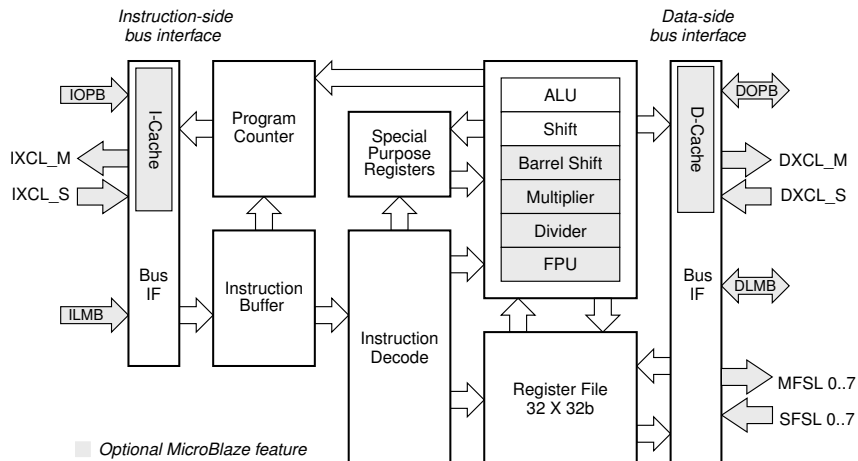 Instruction-side
bus interface
Data-side
bus interface
IOPB
I-Cache
IXCL_M
IXCL_S
Bus
IF
ILMB
Program
Counter
Special
Purpose
Registers
Instruction
Buffer
Instruction
Decode
ALU
Shift
Barrel Shift
Multiplier
Divider
FPU
Register File
32 X 32b
D-Cache
Bus
IF
DOPB
DXCL_M
DXCL_S
DLMB
MFSL 0..7
SFSL 0..7
Optional MicroBlaze feature